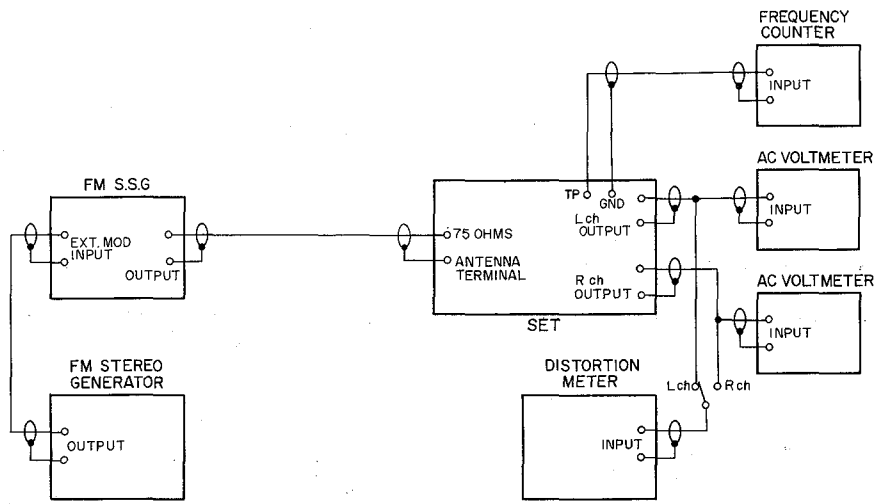 FREQUENCY
COUNTER
INPUT
AC VOLTMETER
INPUT
AC VOLTMETER
INPUT
FM S.S.G
EXT. MOD
INPUT
OUTPUT
TP
GND
75 OHMS
ANTENNA
TERMINAL
L ch
OUTPUT
R ch
OUTPUT
SET
FM STEREO
GENERATOR
OUTPUT
DISTORTION
METER
L ch
R ch
INPUT